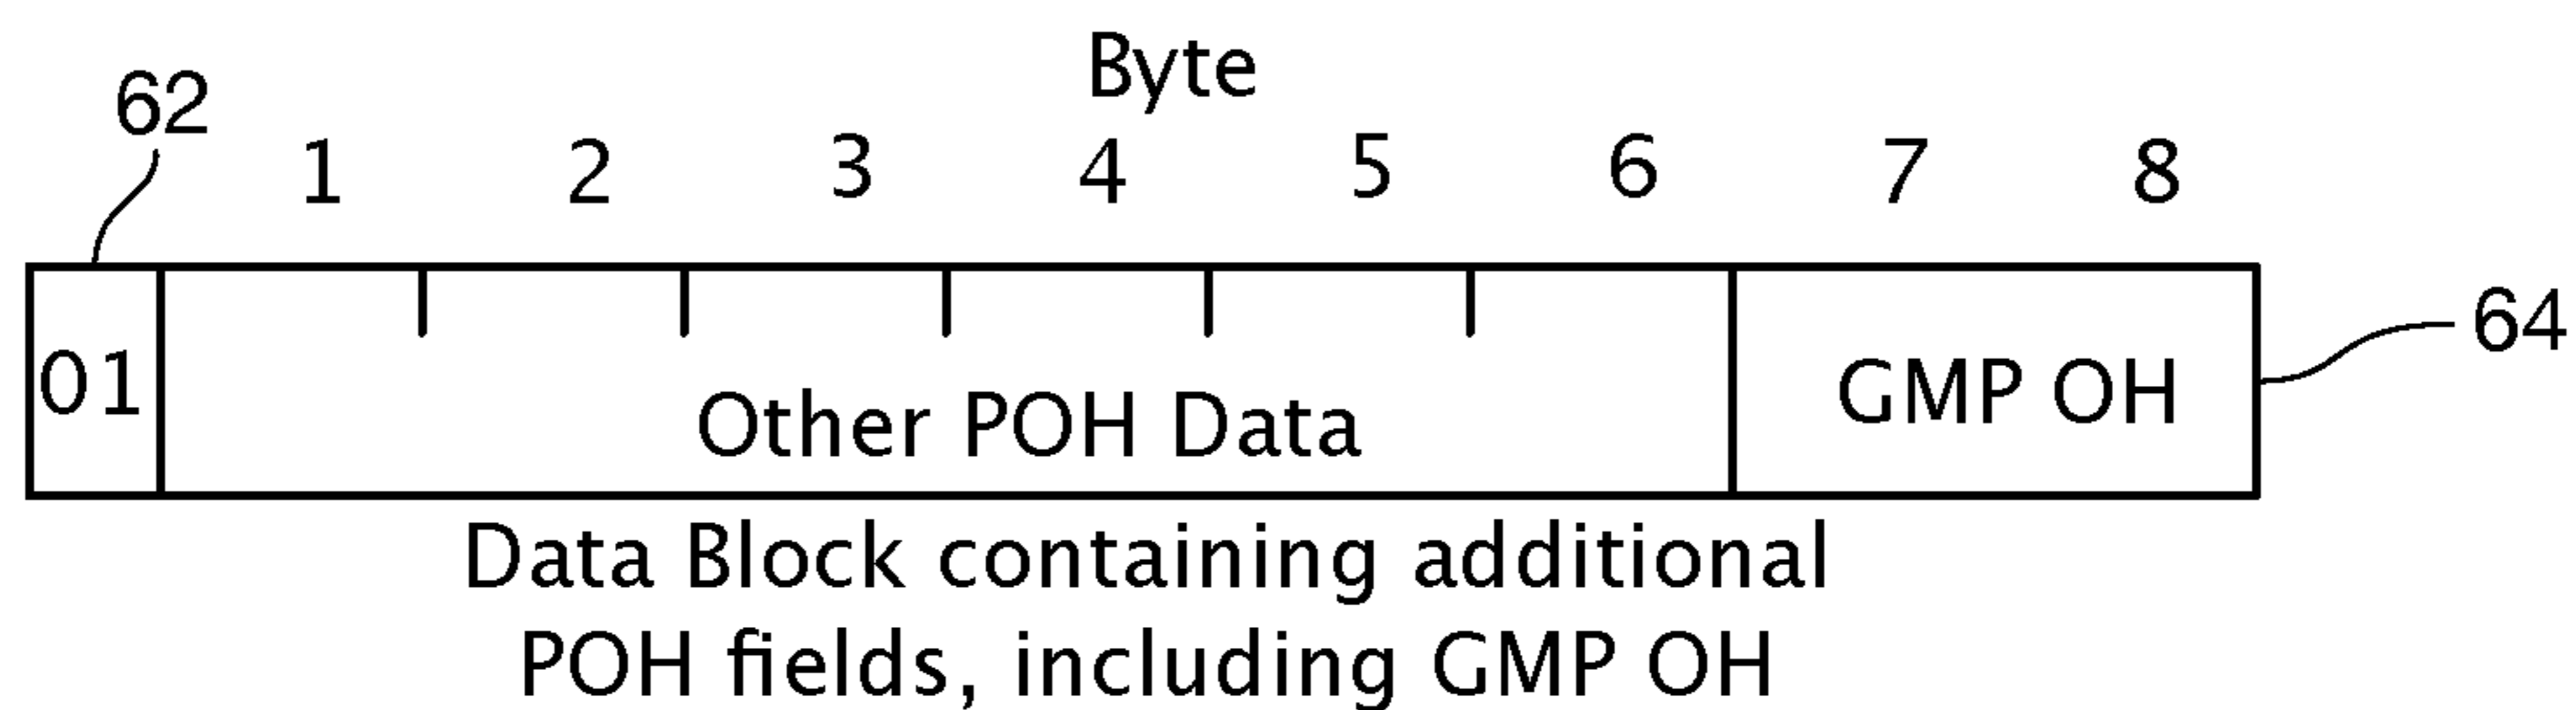 Byte
62
1 2 3 4 5 6 7 8
64
01
Other POH Data
GMP OH
Data Block containing additional
POH fields, including GMP OH